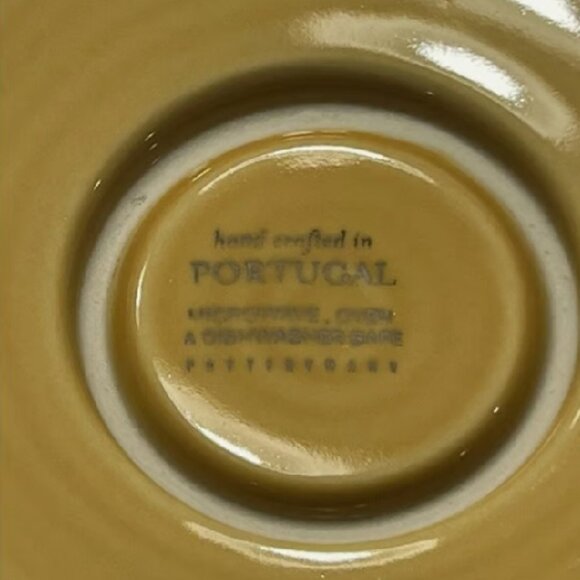 hand crafted in
PORTUGAL
MICROWAVE, OVEN
& DISHWASHER SAFE
POTTERYBARN